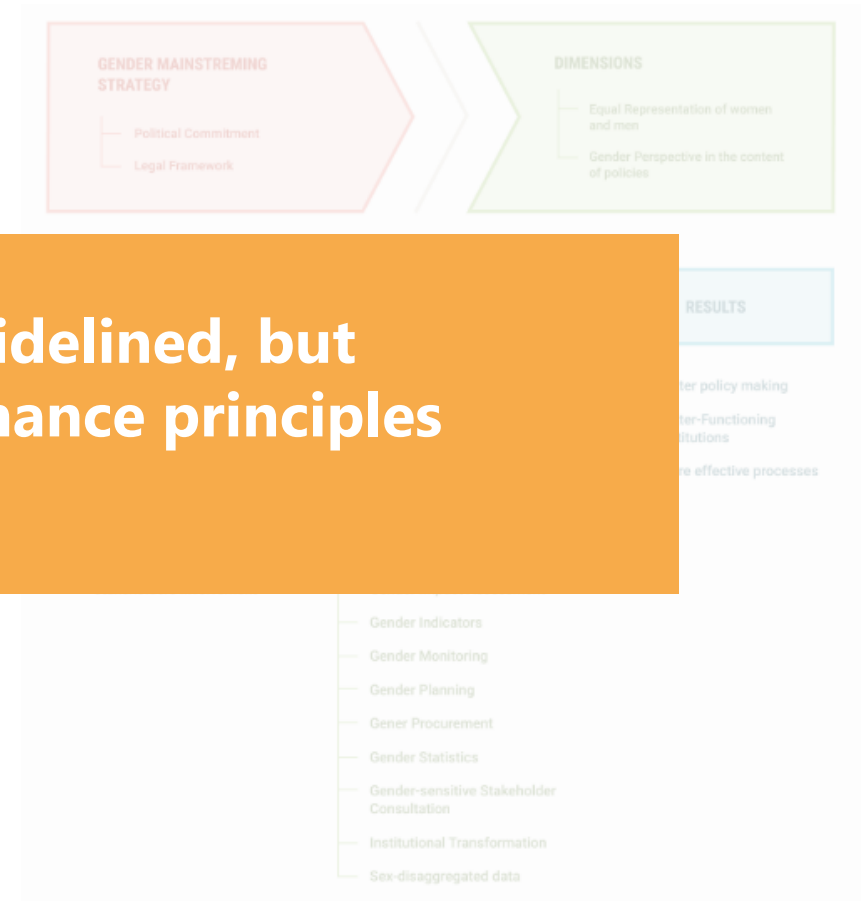 GENDER MAINSTREMING
STRATEGY
Political Commitment
Legal Framework
DIMENSIONS
Equal Representation of women
and men
Gender Perspective in the content
of policies
idelined, but
nance principles
RESULTS
ter policy making
ter-Functioning
titutions
re effective processes
Gender Indicators
Gender Monitoring
Gender Planning
Gener Procurement
Gender Statistics
Gender-sensitive Stakeholder
Consultation
Institutional Transformation
Sex-disaggregated data